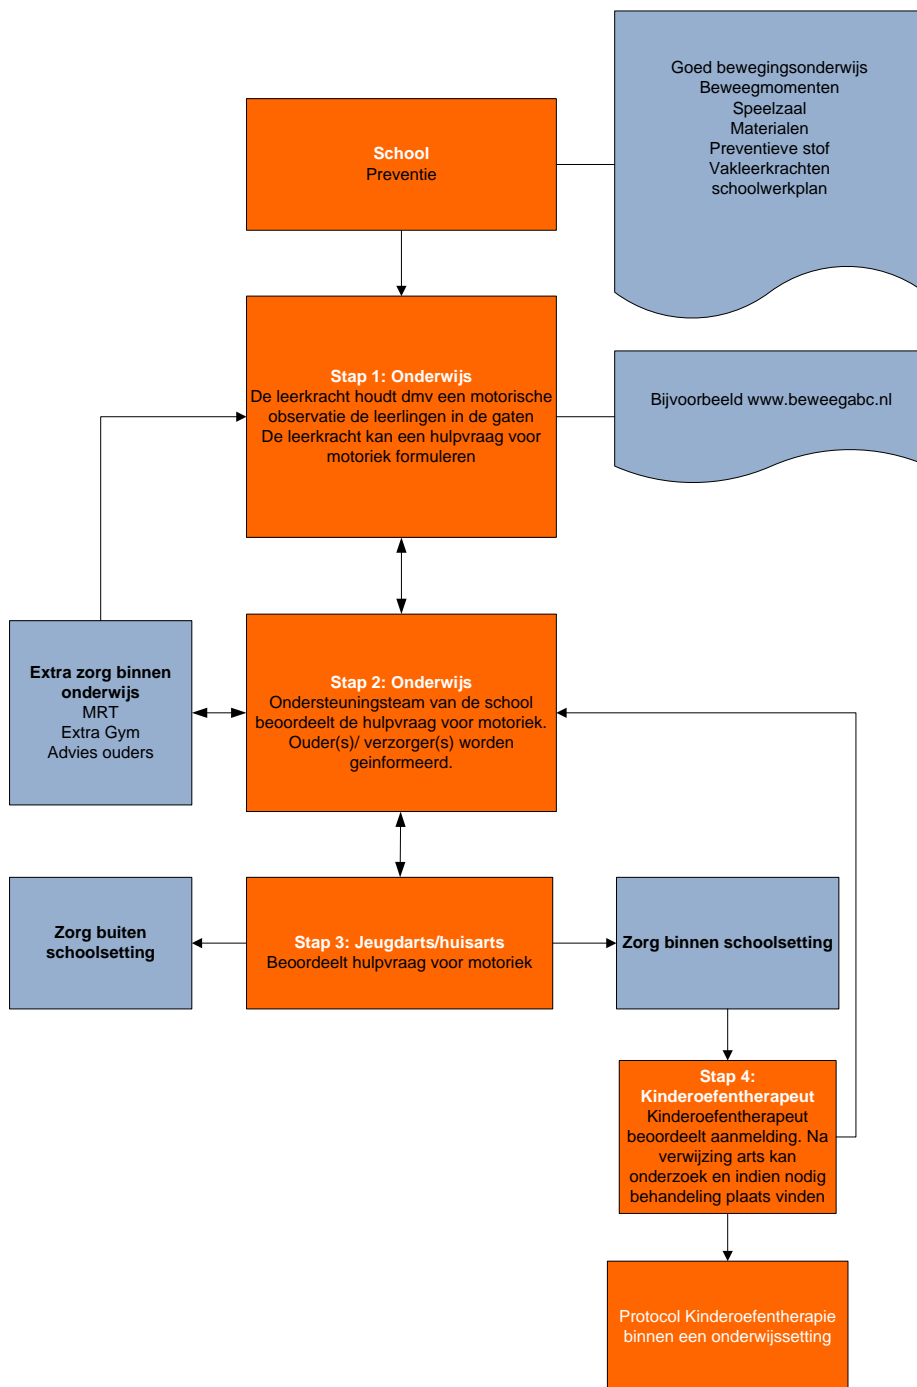 Goed bewegingsonderwijs
Beweegmomenten
Speelzaal
Materialen
Preventieve stof
Vakleerkrachten
schoolwerkplan
School
Preventie
Stap 1: Onderwijs
De leerkracht houdt dmv een motorische
observatie de leerlingen in de gaten
De leerkracht kan een hulpvraag voor
motoriek formuleren
Bijvoorbeeld www.beweegabc.nl
Extra zorg binnen
onderwijs
MRT
Extra Gym
Advies ouders
Stap 2: Onderwijs
Ondersteuningsteam van de school
beoordeelt de hulpvraag voor motoriek.
Ouder(s)/ verzorger(s) worden
geinformeerd.
Zorg buiten
schoolsetting
Stap 3: Jeugdarts/huisarts
Beoordeelt hulpvraag voor motoriek
Zorg binnen schoolsetting
Stap 4:
Kinderoefentherapeut
Kinderoefentherapeut
beoordeelt aanmelding. Na
verwijzing arts kan
onderzoek en indien nodig
behandeling plaats vinden
Protocol Kinderoefentherapie
binnen een onderwijssetting